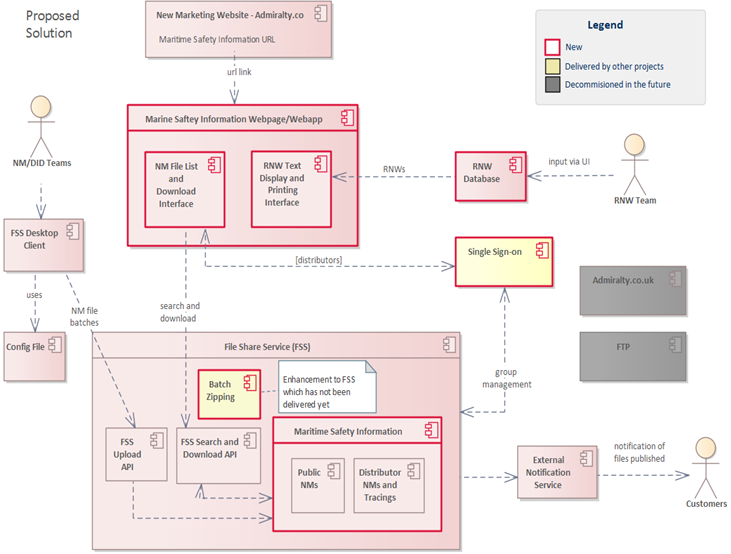 Proposed
Solution
New Marketing Website - Admiralty.co
Maritime Safety Information URL
Legend
New
Delivered by other projects
Decommisioned in the future
url link
NM/DID Teams
Marine Saftey Information Webpage/Webapp
NM File List
and
Download
Interface
RNW Text
Display and
Printing
Interface
RNWs
RNW
Database
input via UI
RNW Team
FSS Desktop
Client
[distributors]
Single Sign-on
Admiralty.co.uk
uses
NM file
batches
search and
download
Config File
File Share Service (FSS)
FTP
group
management
Batch
Zipping
Enhancement to FSS
which has not been
delivered yet
Maritime Safety Information
FSS
Upload
API
FSS Search and
Download API
Public
NMs
Distributor
NMs and
Tracings
External
Notification
Service
notification of
files published
Customers